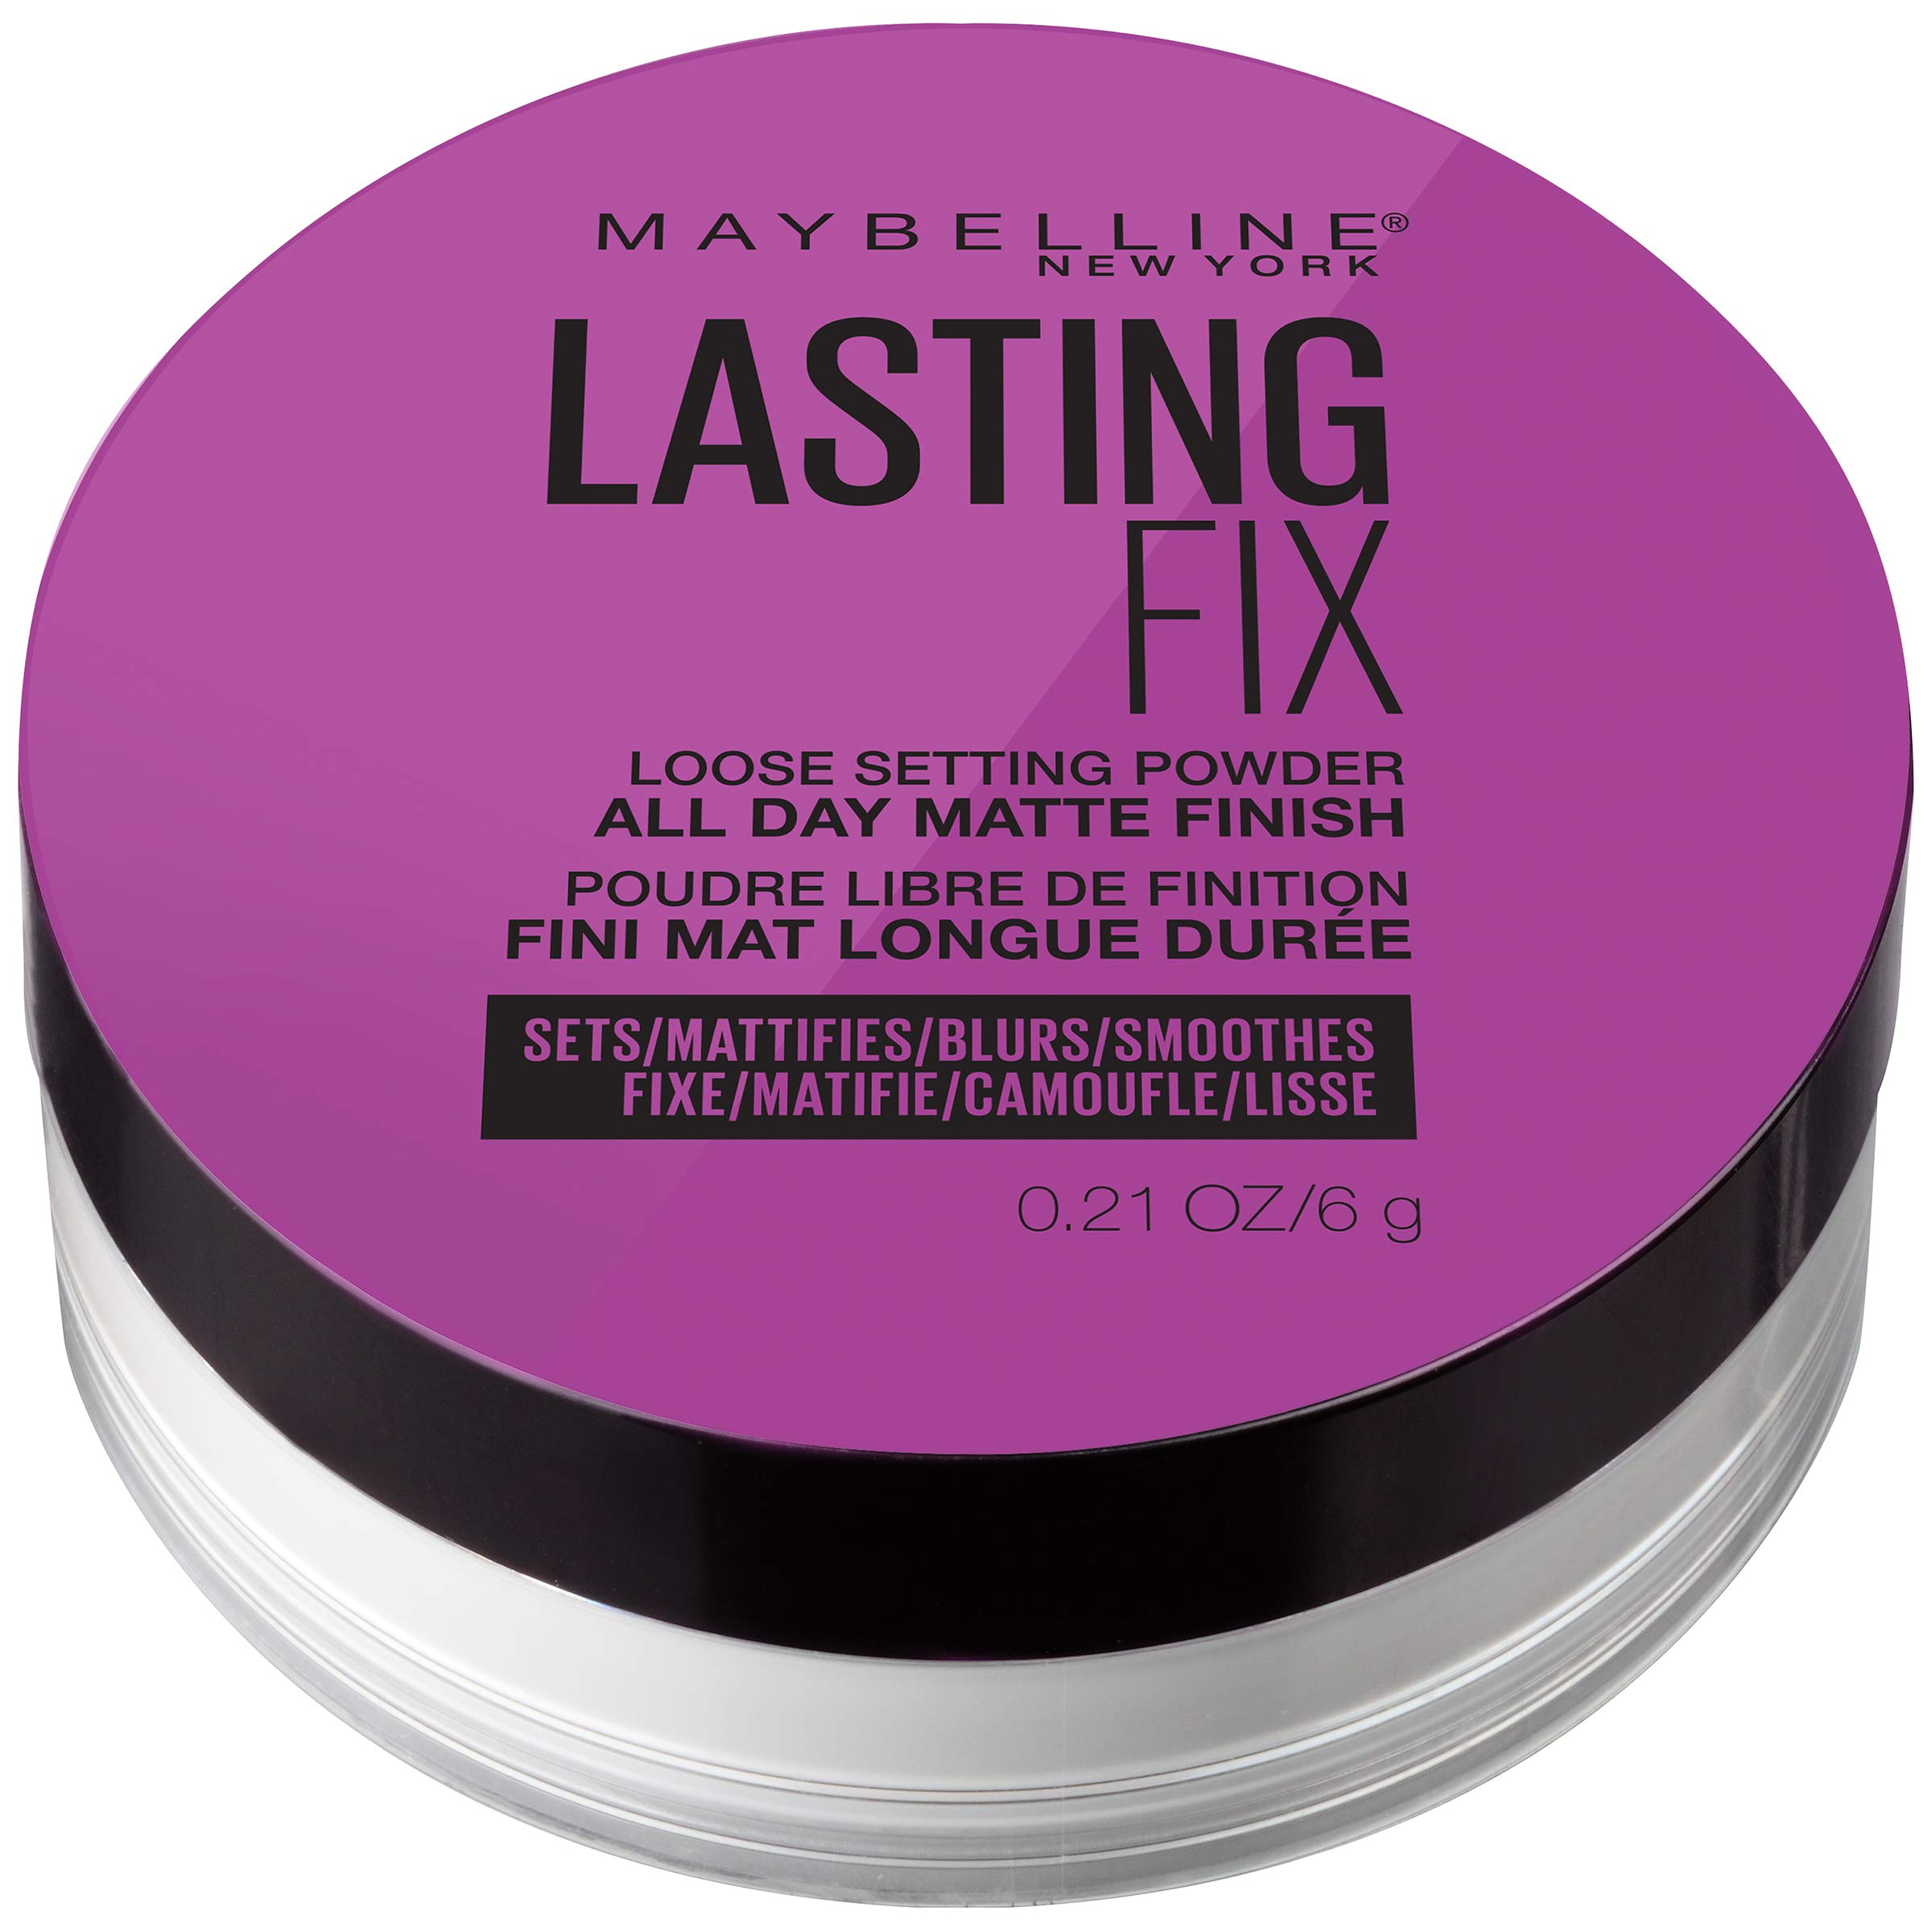 MAYBELLINE®
NEW YORK
LASTING
FIX
LOOSE SETTING POWDER
ALL DAY MATTE FINISH
POUDRE LIBRE DE FINITION
FINI MAT LONGUE DURÉE
SETS/MATTIFIES/BLURS/SMOOTHES
FIXE/MATIFIE/CAMOUFLE/LISSE
0.21 OZ/6 g